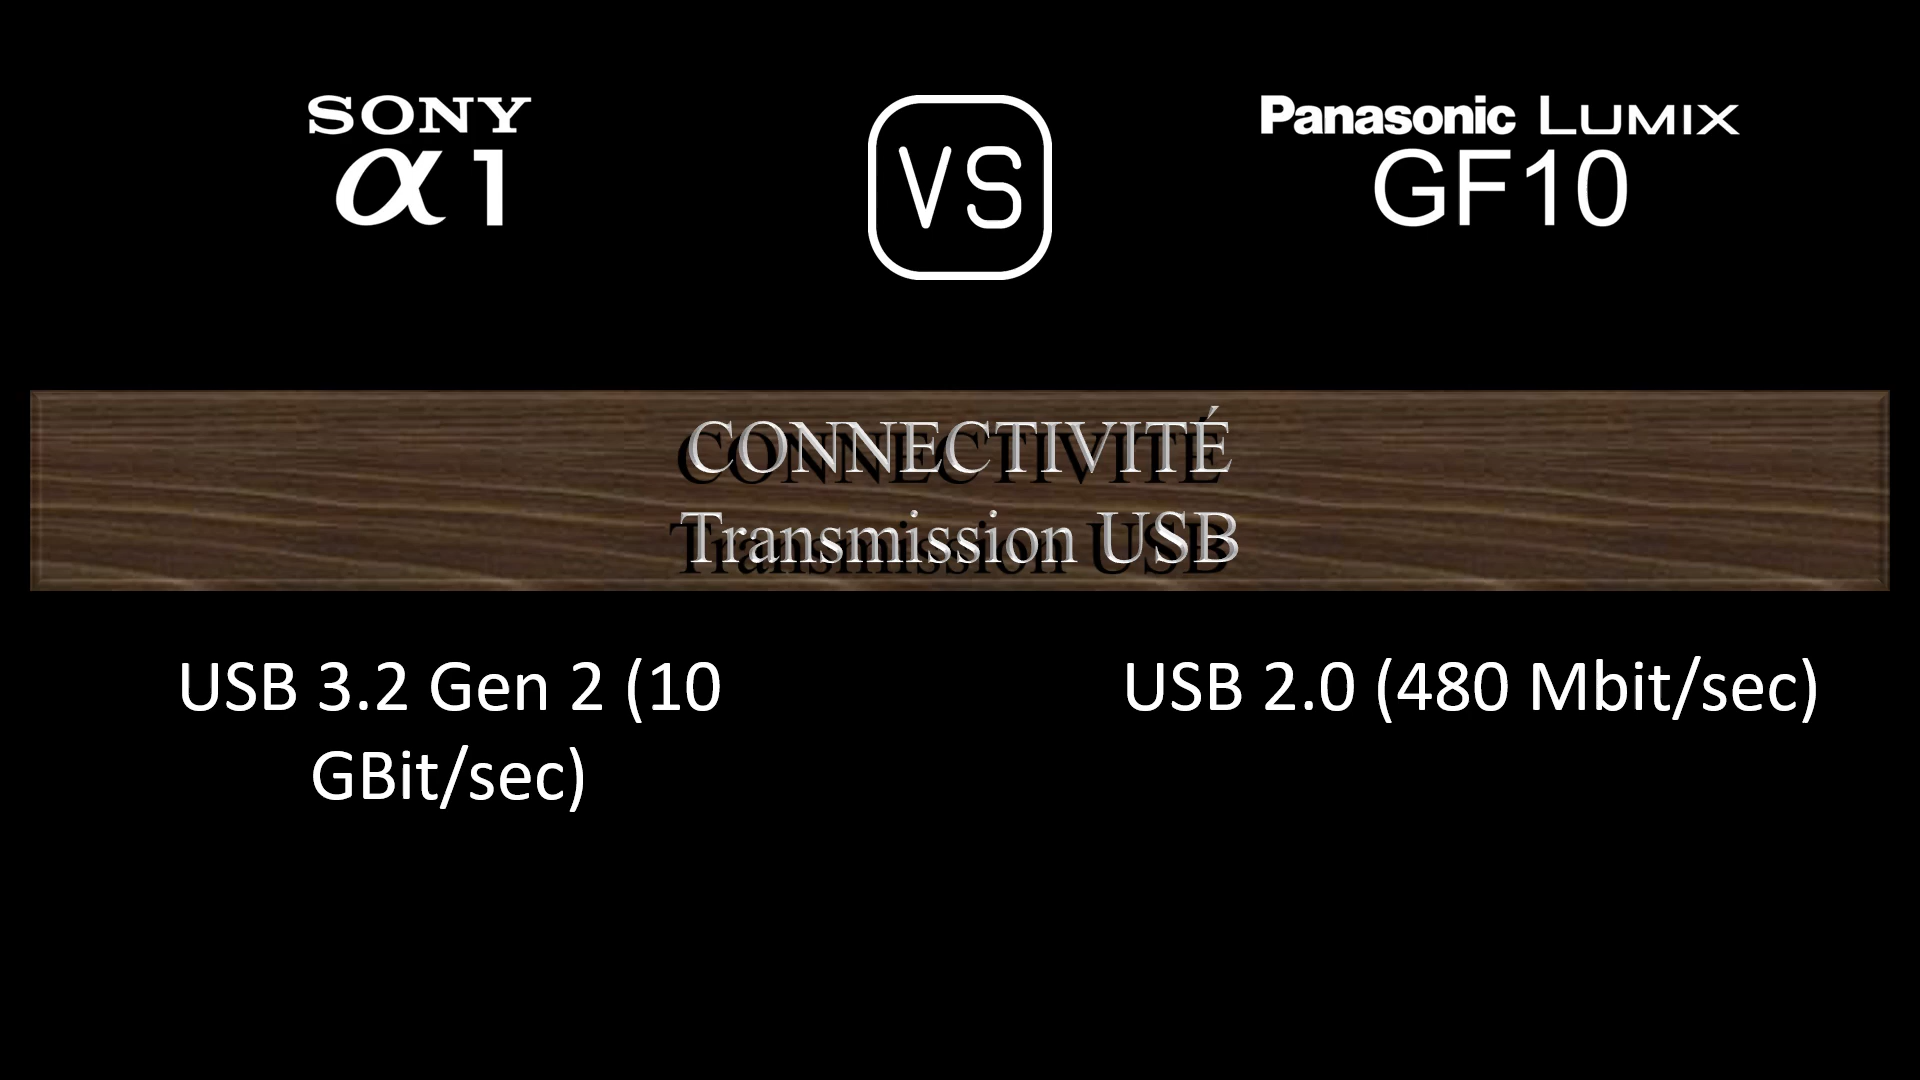 SONY
α1
VS
Panasonic LUMIX
GF10
CONNECTIVITÉ
Transmission USB
USB 3.2 Gen 2 (10
GBit/sec)
USB 2.0 (480 Mbit/sec)